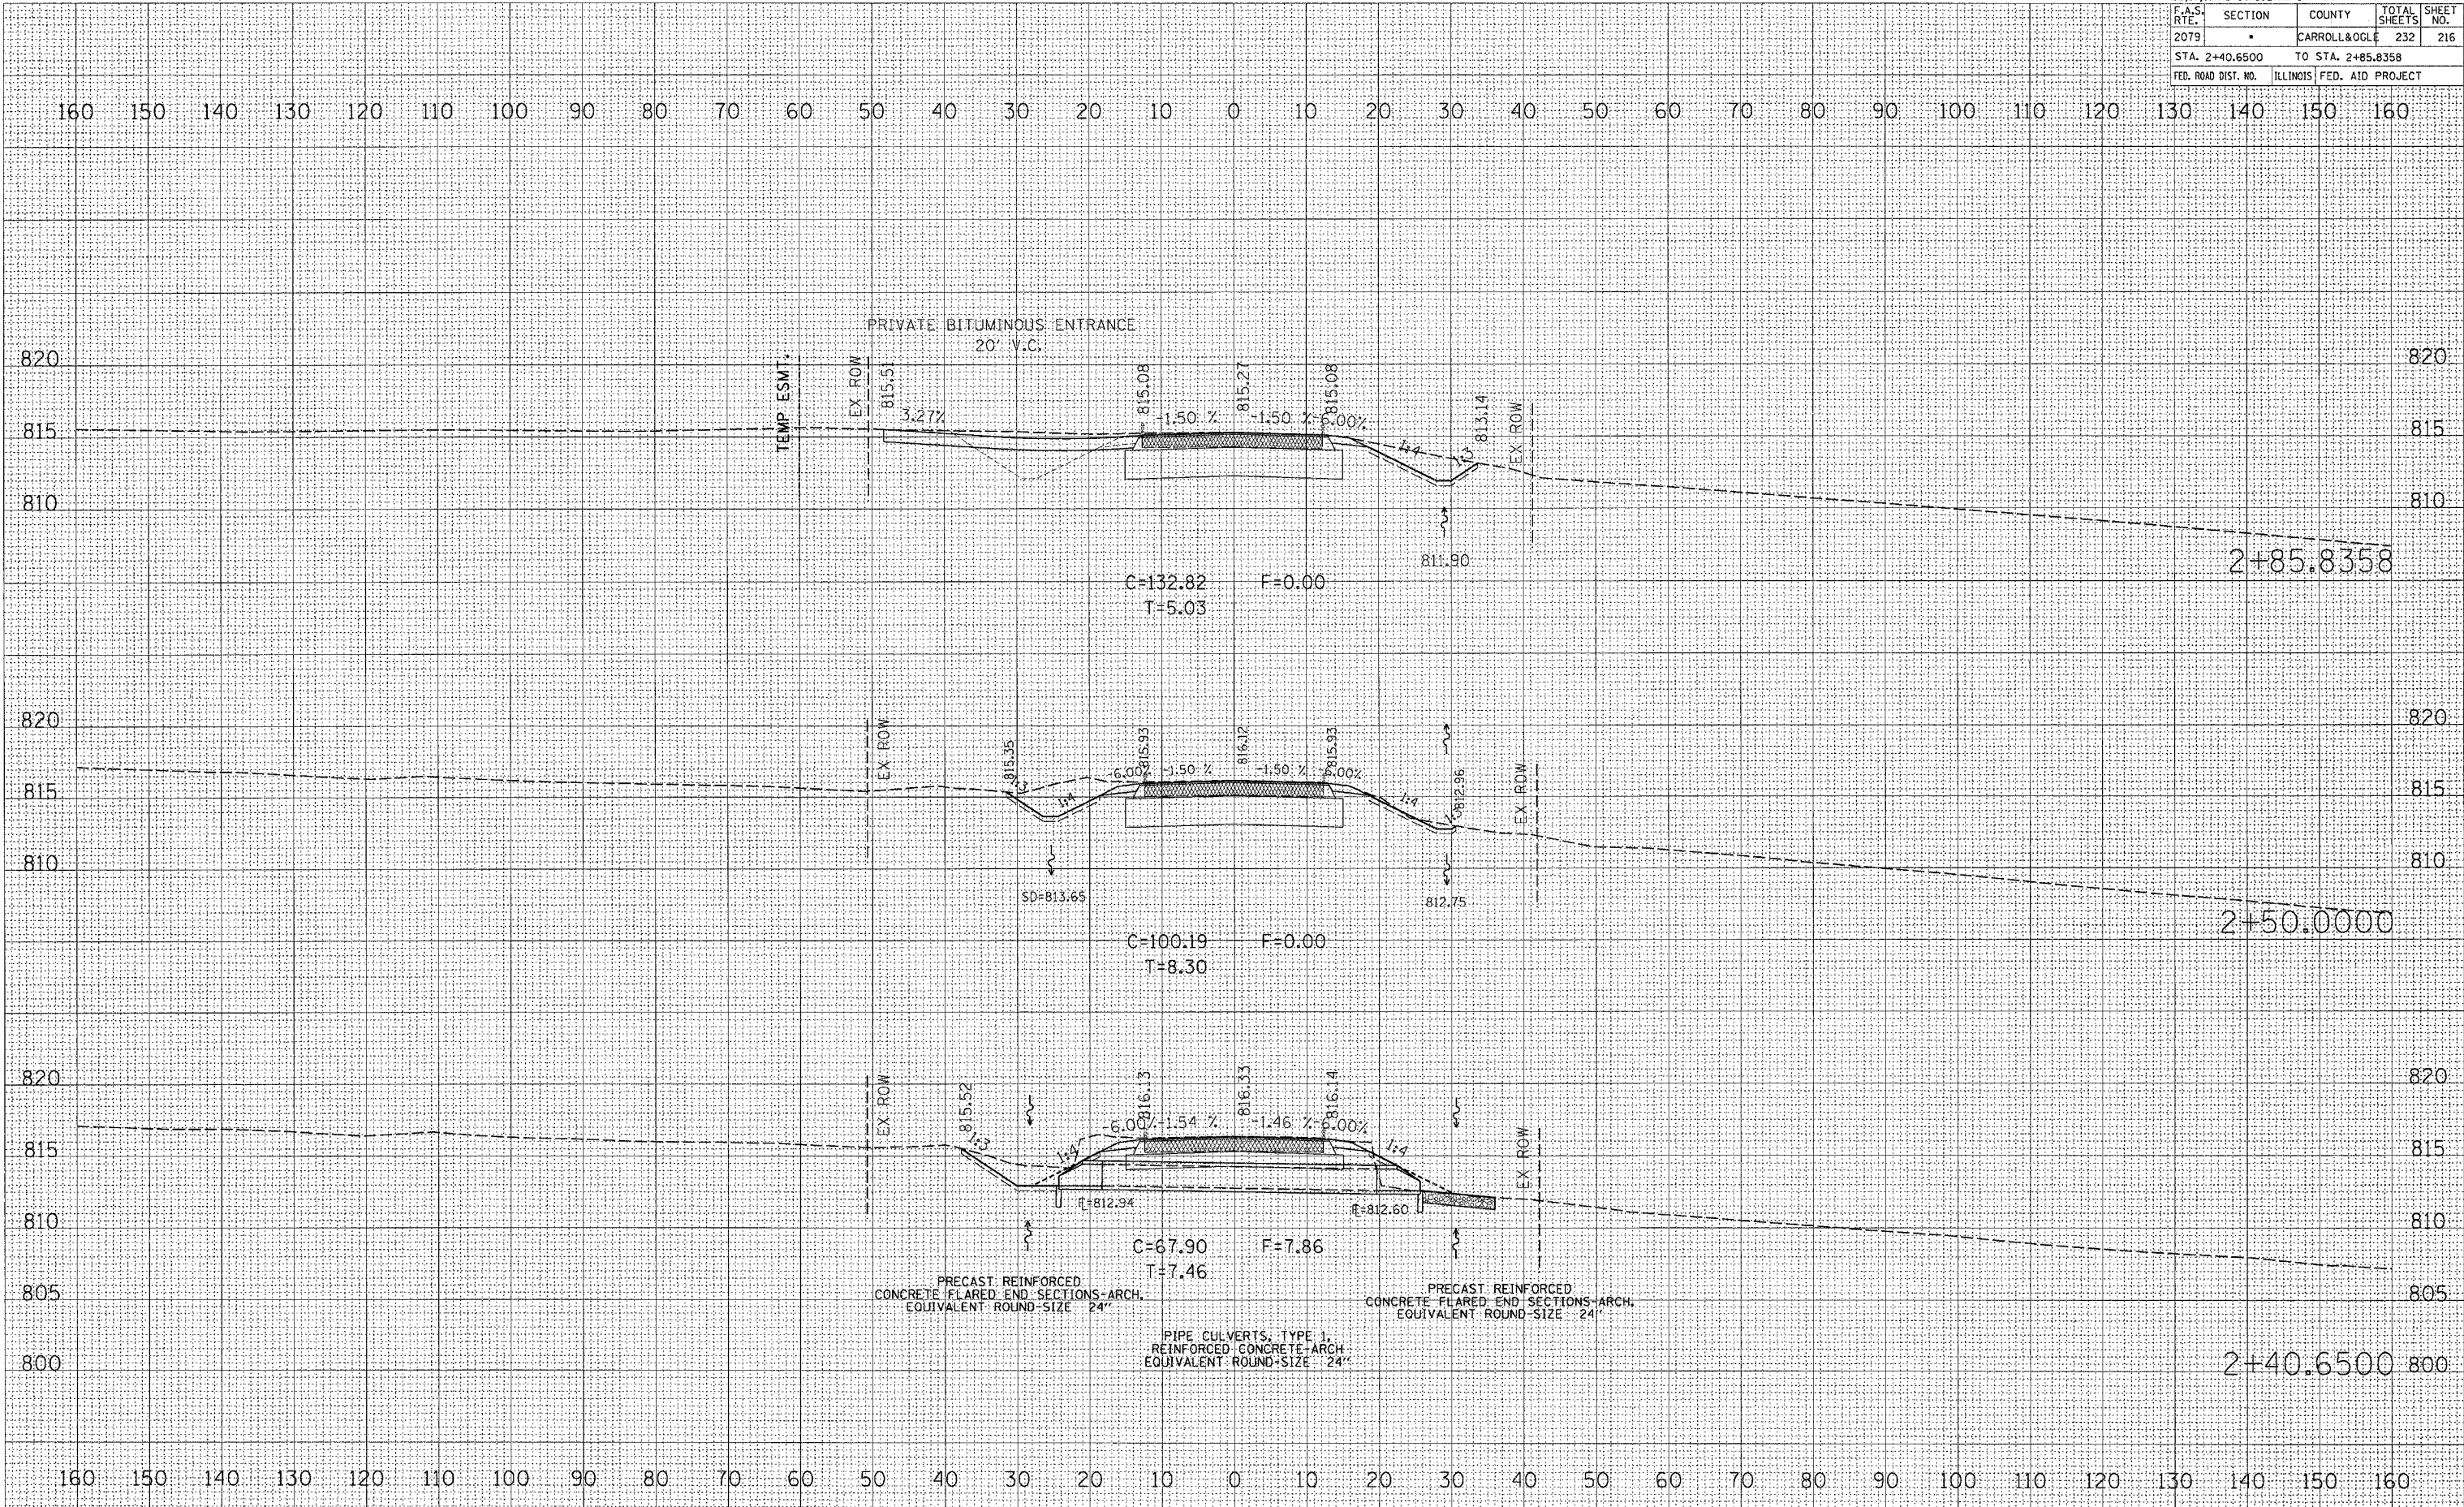 F.A.S. RTE. SECTION COUNTY TOTAL SHEETS SHEET NO.
2079 * CARROLL&OGLE 232 216
STA. 2+40.6500 TO STA. 2+85.8358
FED. ROAD DIST. NO. ILLINOIS FED. AID PROJECT
160 150 140 130 120 110 100 90 80 70 60 50 40 30 20 10 0 10 20 30 40 50 60 70 80 90 100 110 120 130 140 150 160
PRIVATE BITUMINOUS ENTRANCE
20' V.C.
820 820
TEMP ESMT.
EX ROW
815.51
3.27%
815.08
-1.50 %
815.27
-1.50 %
-6.00%
815.08
1:4
1:3
813.14
EX ROW
815 815
810 810
811.90
2+85.8358
C=132.82 F=0.00
T=5.03
820 820
EX ROW
815.35
1:3
1:4
-6.00%
815.93
-1.50 %
816.12
-1.50 %
815.93
-6.00%
1:4
1:3
812.96
EX ROW
815 815
810 810
SD=813.65
812.75
2+50.0000
C=100.19 F=0.00
T=8.30
820 820
EX ROW
815.52
1:3
1:4
-6.00%
816.13
-1.54 %
816.33
-1.46 %
816.14
-6.00%
1:4
EX ROW
815 815
810 810
=812.94
=812.60
C=67.90 F=7.86
T=7.46
PRECAST REINFORCED
CONCRETE FLARED END SECTIONS-ARCH,
EQUIVALENT ROUND-SIZE 24"
PRECAST REINFORCED
CONCRETE FLARED END SECTIONS-ARCH,
EQUIVALENT ROUND-SIZE 24"
805 805
PIPE CULVERTS, TYPE 1,
REINFORCED CONCRETE-ARCH
EQUIVALENT ROUND-SIZE 24"
800 2+40.6500 800
160 150 140 130 120 110 100 90 80 70 60 50 40 30 20 10 0 10 20 30 40 50 60 70 80 90 100 110 120 130 140 150 160